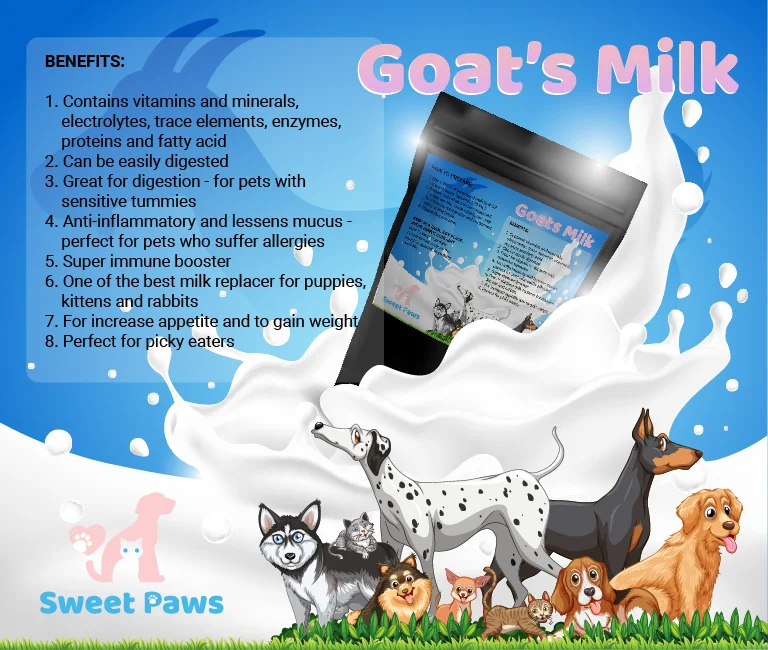 Goat's Milk
BENEFITS:
1. Contains vitamins and minerals,
electrolytes, trace elements, enzymes,
proteins and fatty acid
2. Can be easily digested
3. Great for digestion - for pets with
sensitive tummies
4. Anti-inflammatory and lessens mucus -
perfect for pets who suffer allergies
5. Super immune booster
6. One of the best milk replacer for puppies,
kittens and rabbits
7. For increase appetite and to gain weight
8. Perfect for picky eaters
Goat's Milk
Sweet Paws
Sweet Paws